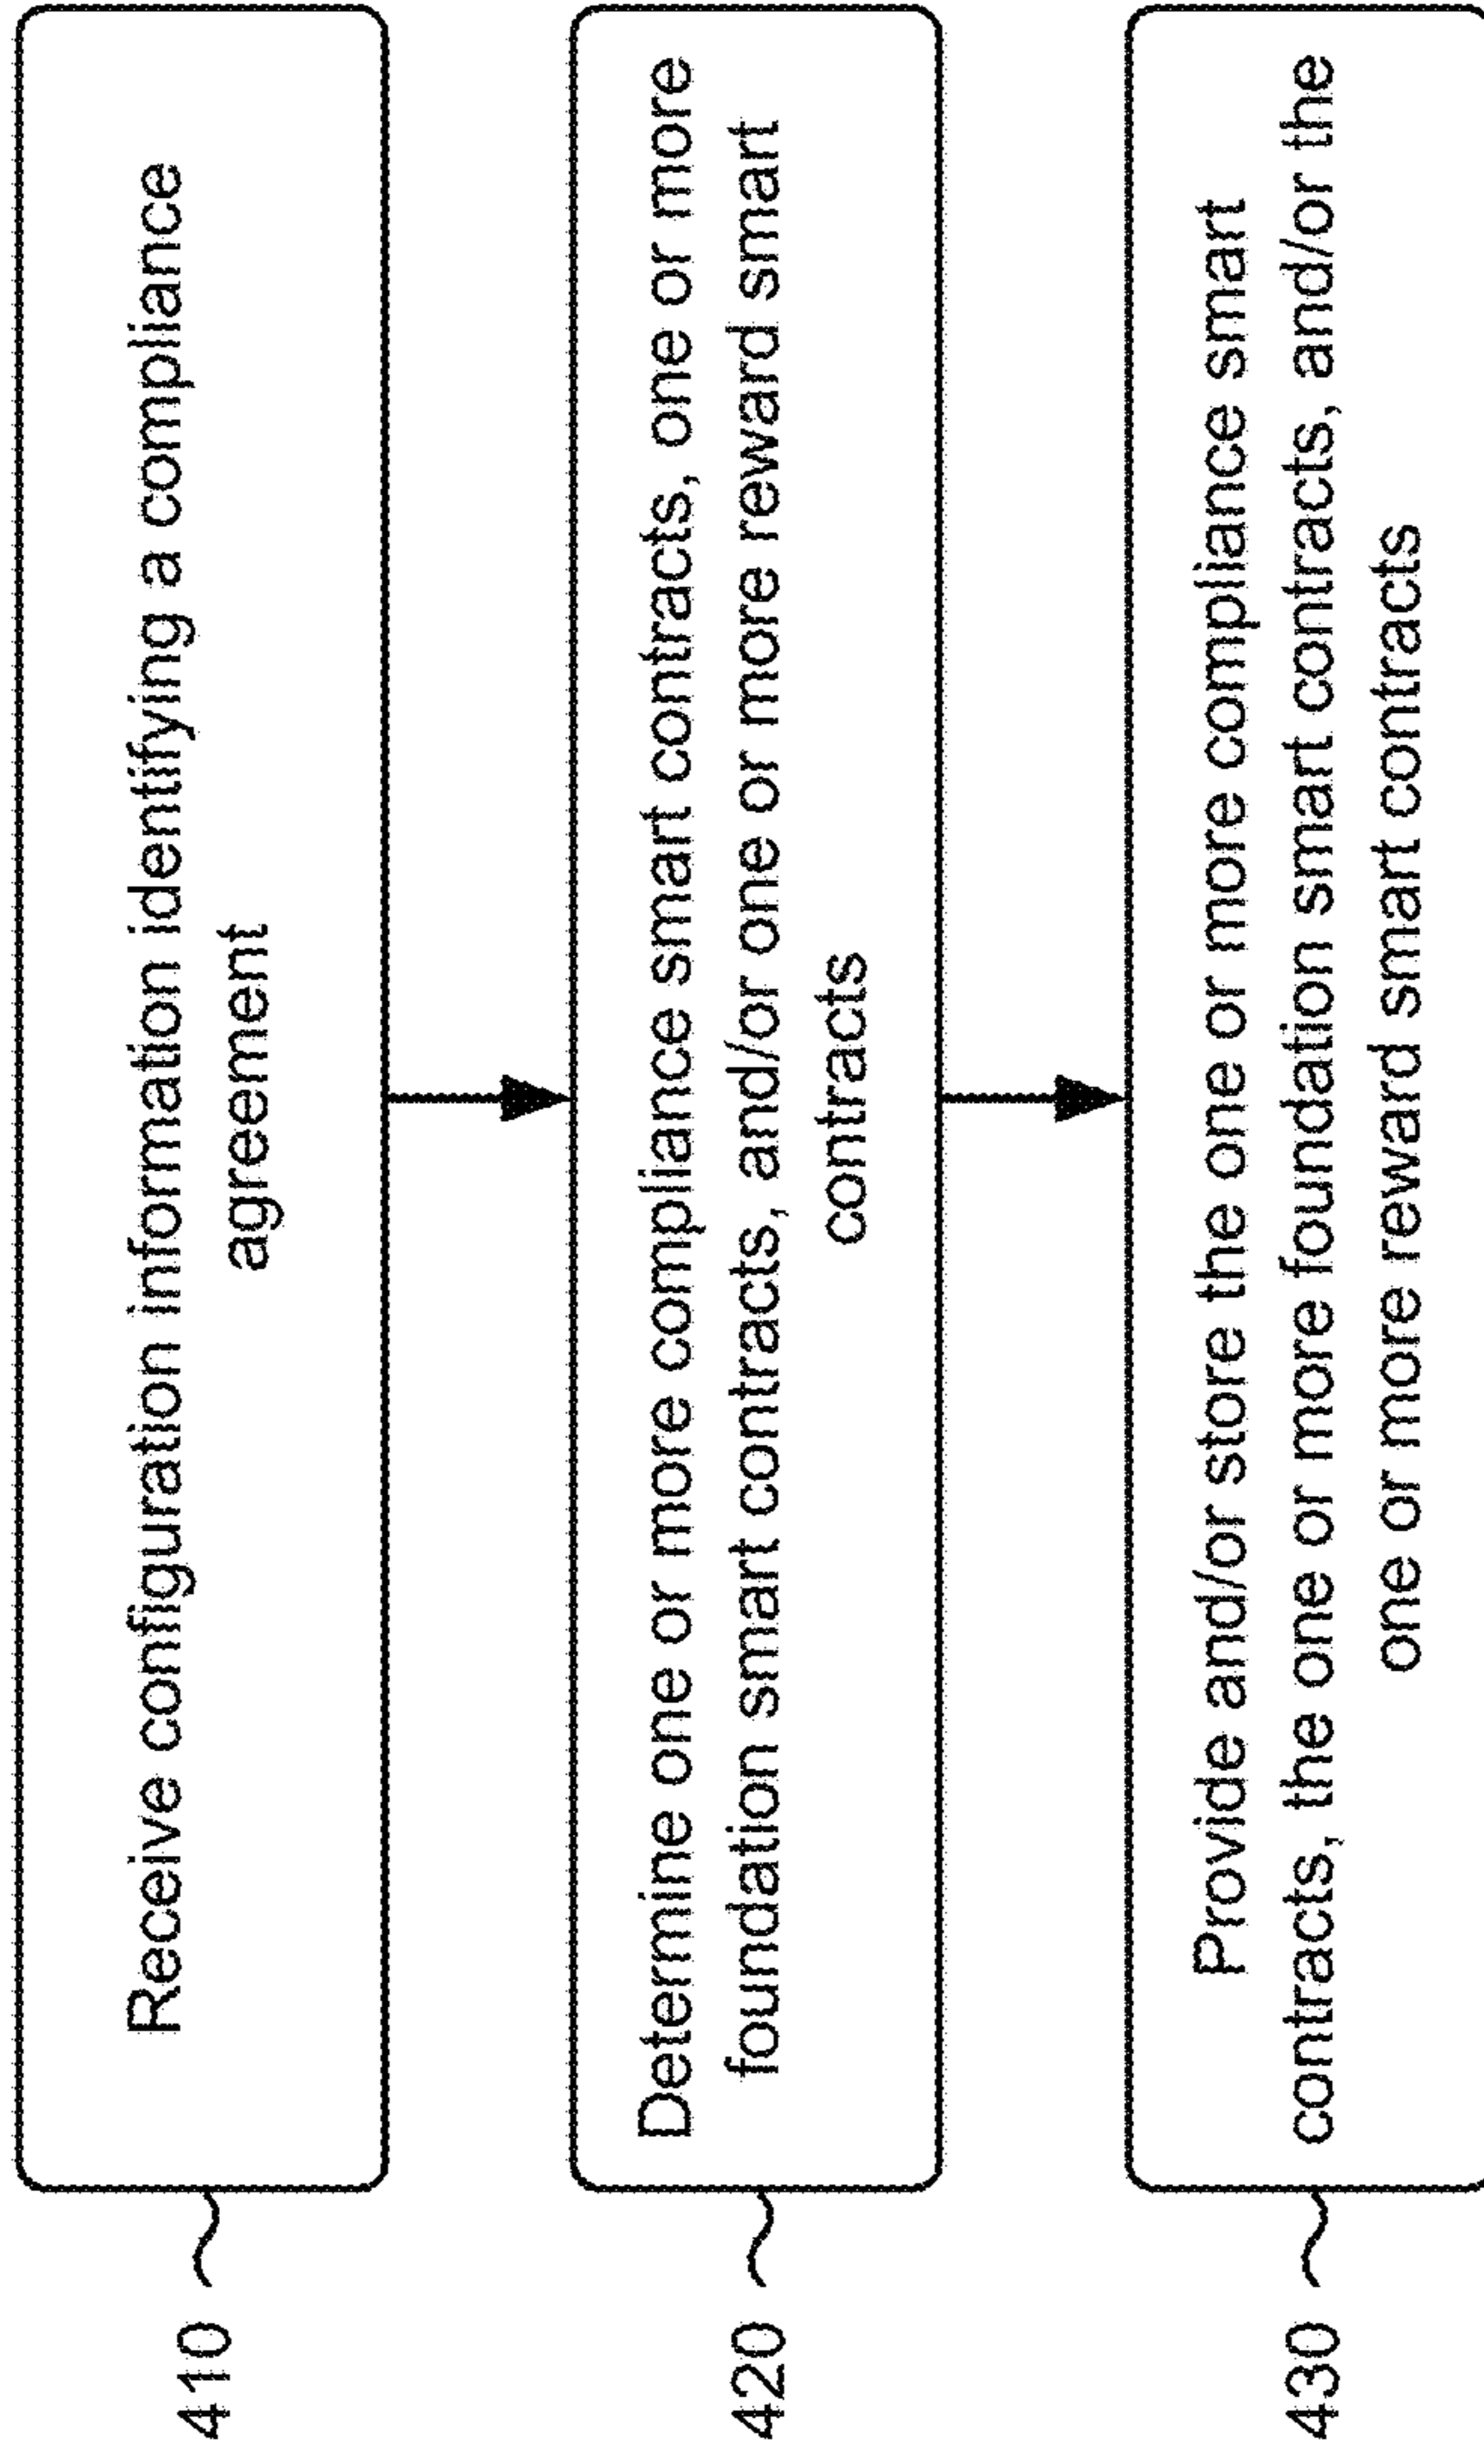 410
Receive configuration information identifying a compliance
agreement
420
Determine one or more compliance smart contracts, one or more
foundation smart contracts, and/or one or more reward smart
contracts
430
Provide and/or store the one or more compliance smart
contracts, the one or more foundation smart contracts, and/or the
one or more reward smart contracts